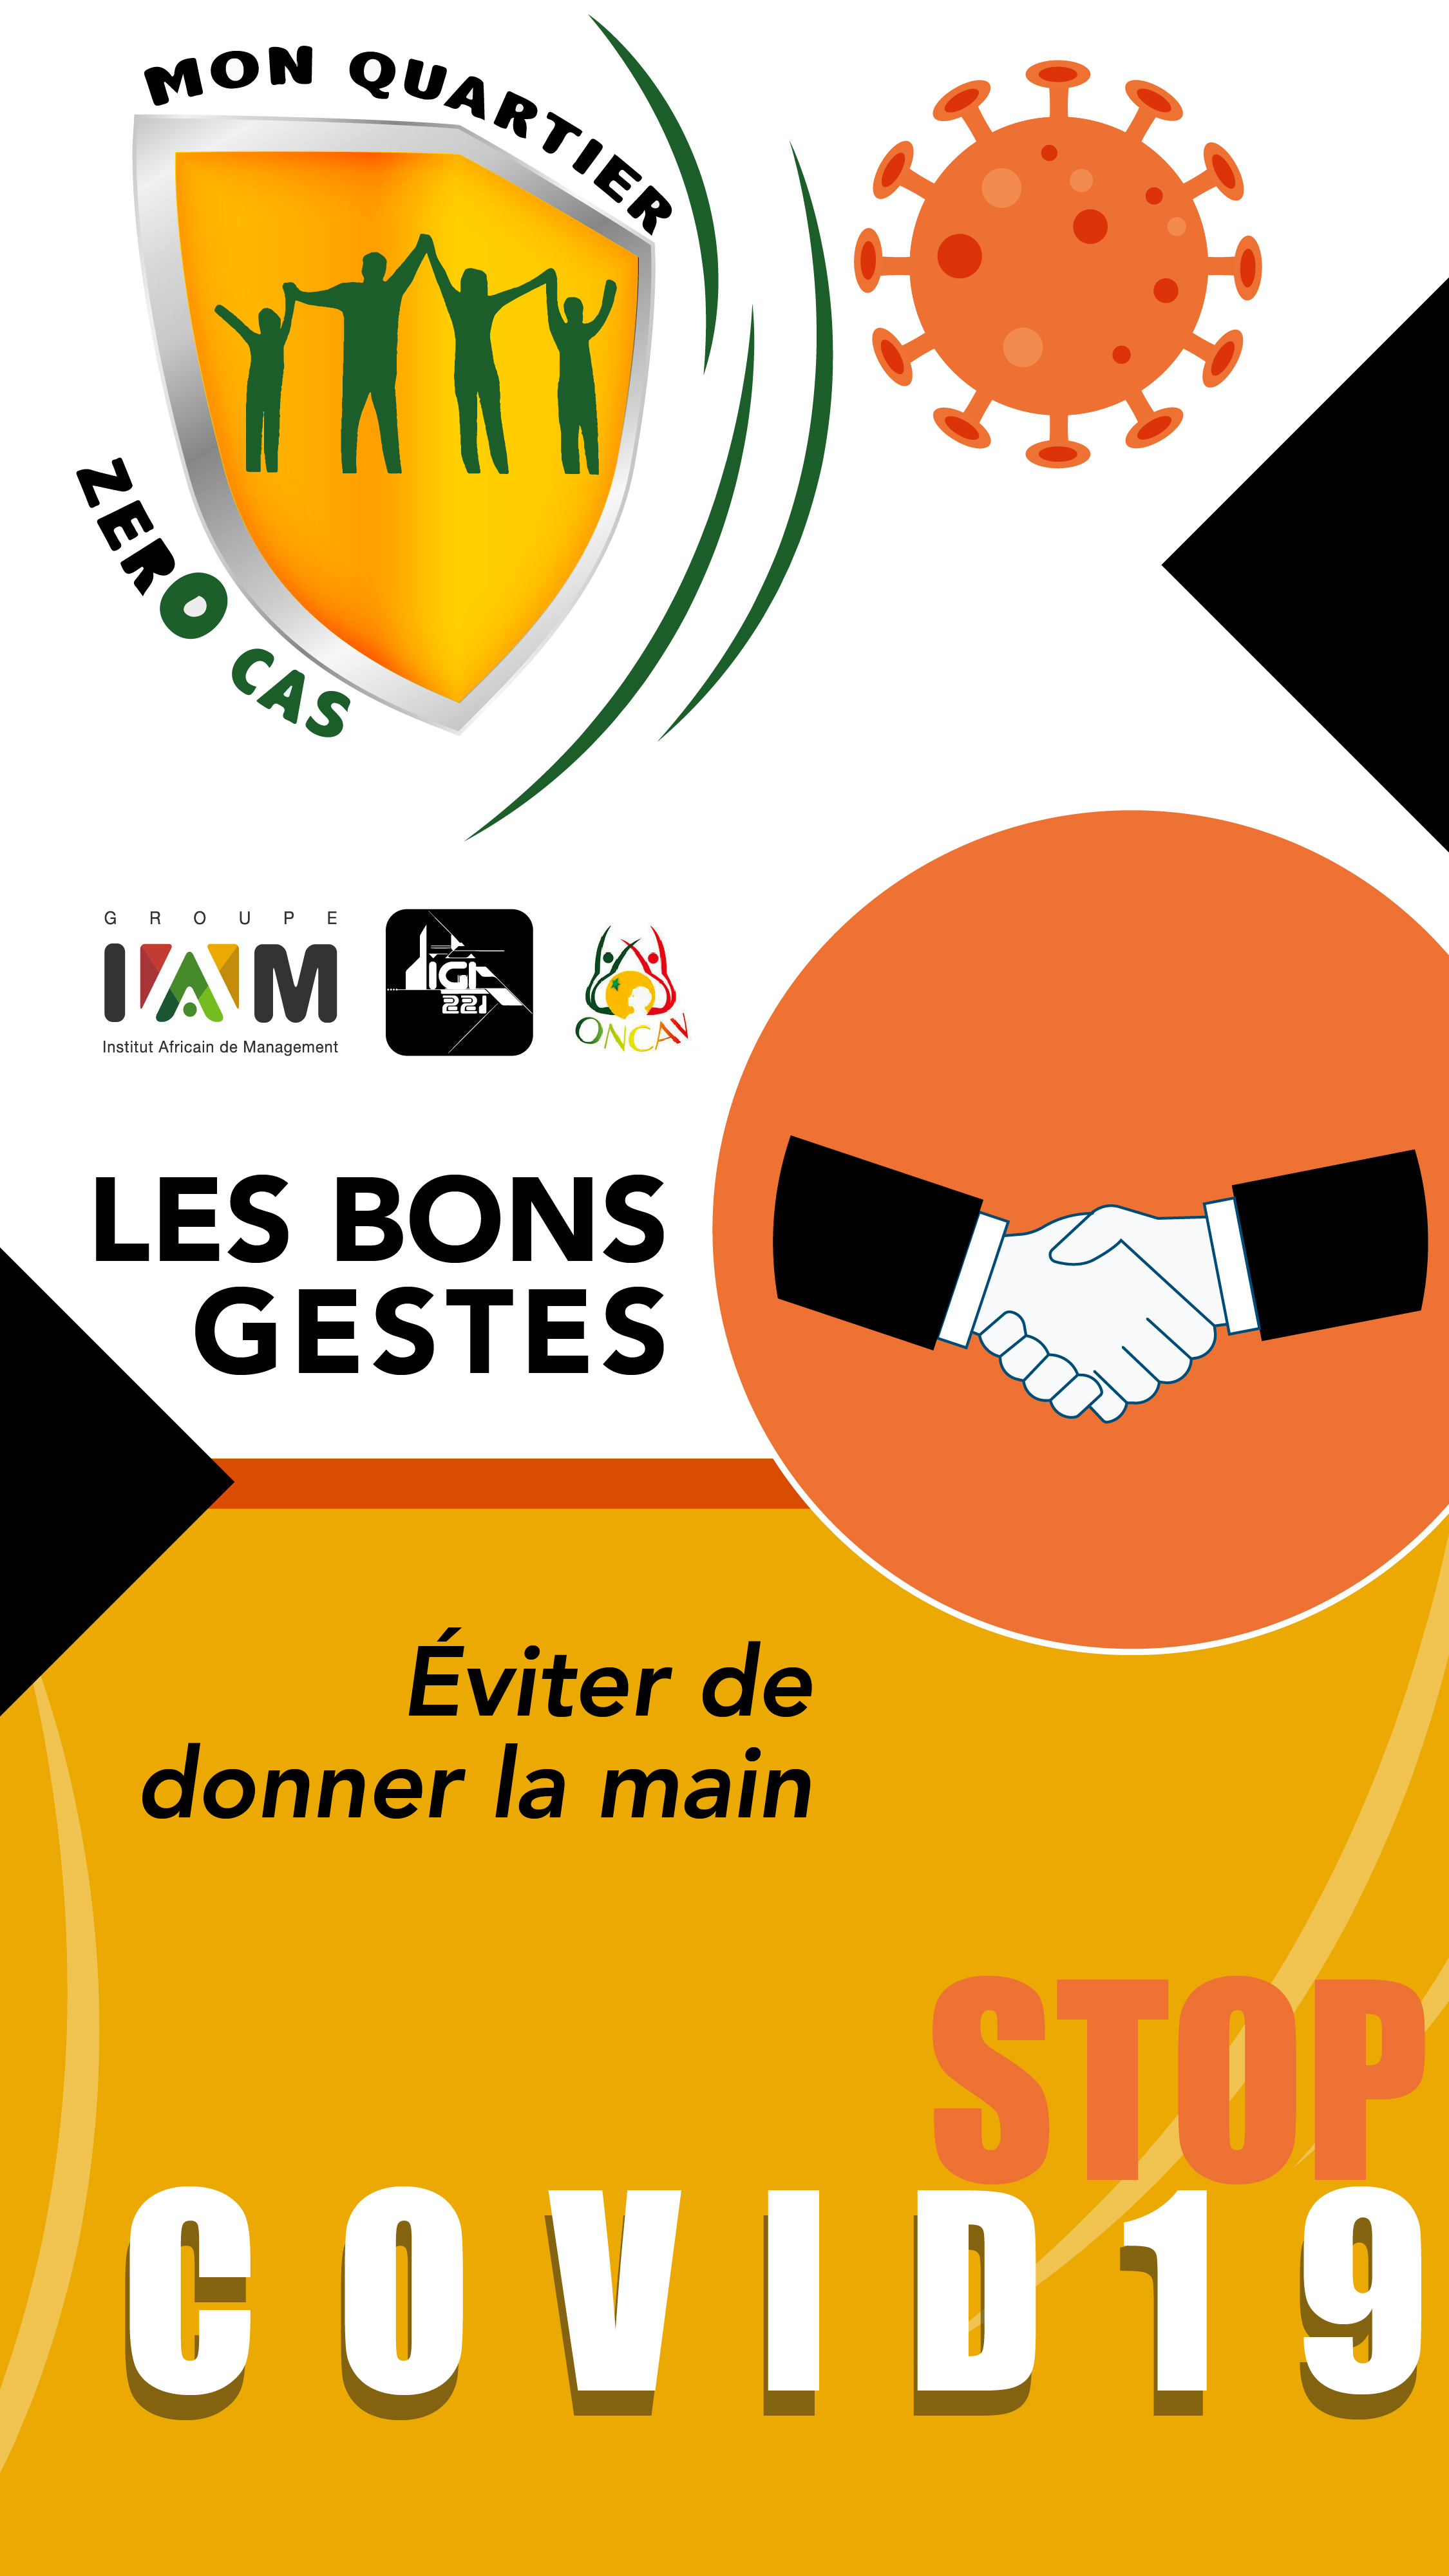 MON QUARTIER
ZERO CAS
GROUPE
IAM
Institut Africain de Management
221
ONCAV
LES BONS
GESTES
Éviter de
donner la main
STOP
COVID19